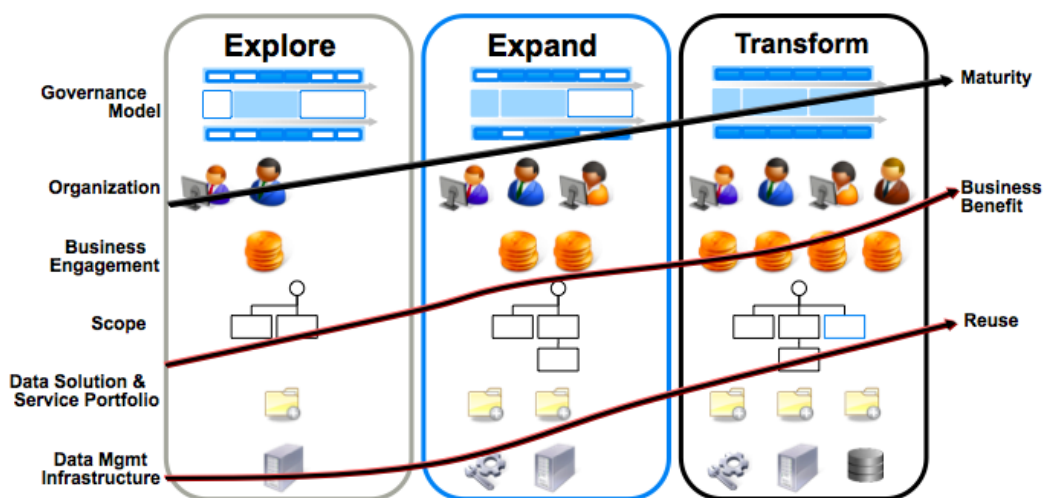 Explore
Expand
Transform
Governance
Model
Maturity
Organization
Business
Benefit
Business
Engagement
Scope
Reuse
Data Solution &
Service Portfolio
Data Mgmt
Infrastructure